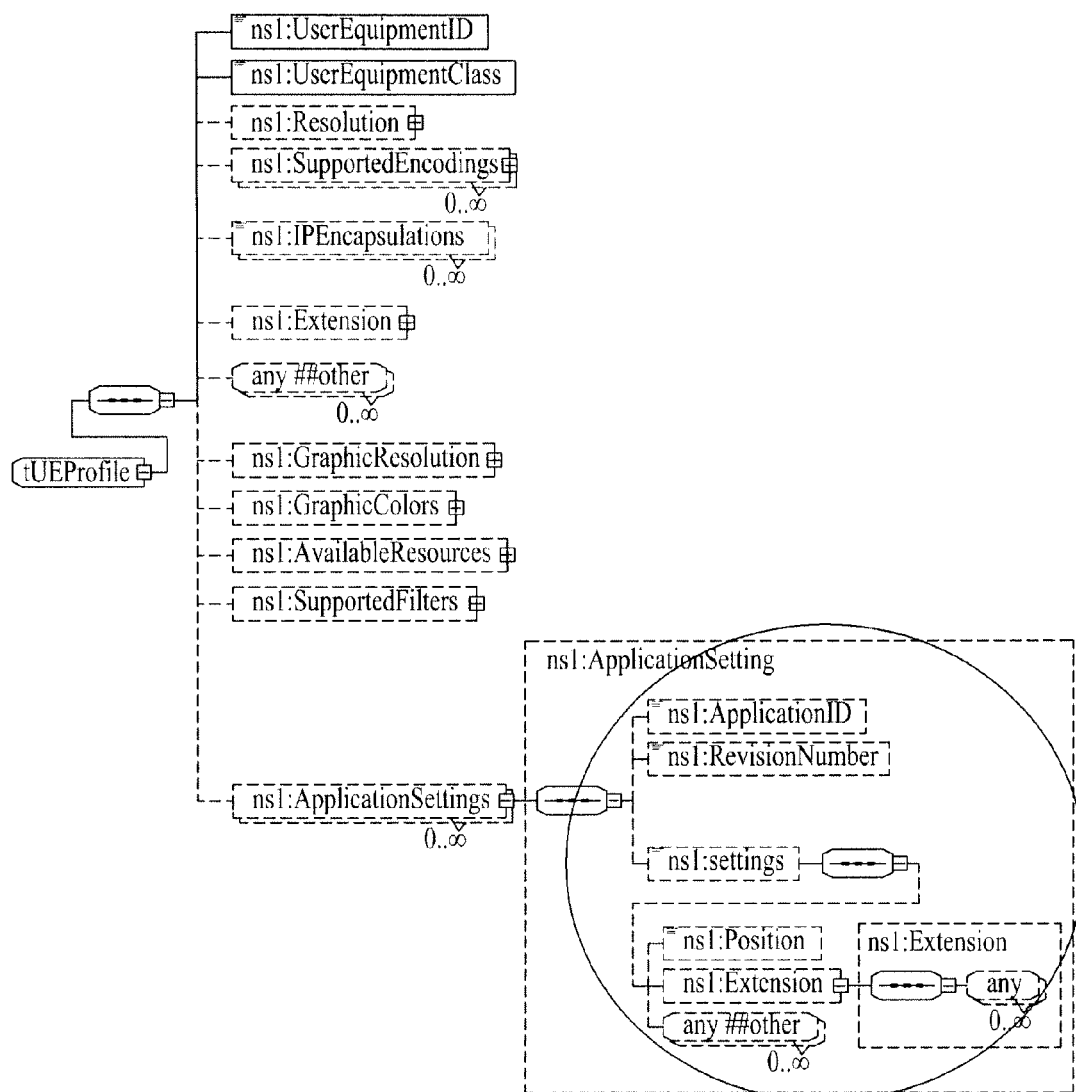 ns1:UserEquipmentID
ns1:UserEquipmentClass
ns1:Resolution
ns1:SupportedEncodings
0..∞
ns1:IPEncapsulations
0..∞
ns1:Extension
any ##other
0..∞
tUEProfile
ns1:GraphicResolution
ns1:GraphicColors
ns1:AvailableResources
ns1:SupportedFilters
ns1:ApplicationSettings
0..∞
ns1:ApplicationSetting
ns1:ApplicationID
ns1:RevisionNumber
ns1:settings
ns1:Position
ns1:Extension
any ##other
0..∞
ns1:Extension
any
0..∞